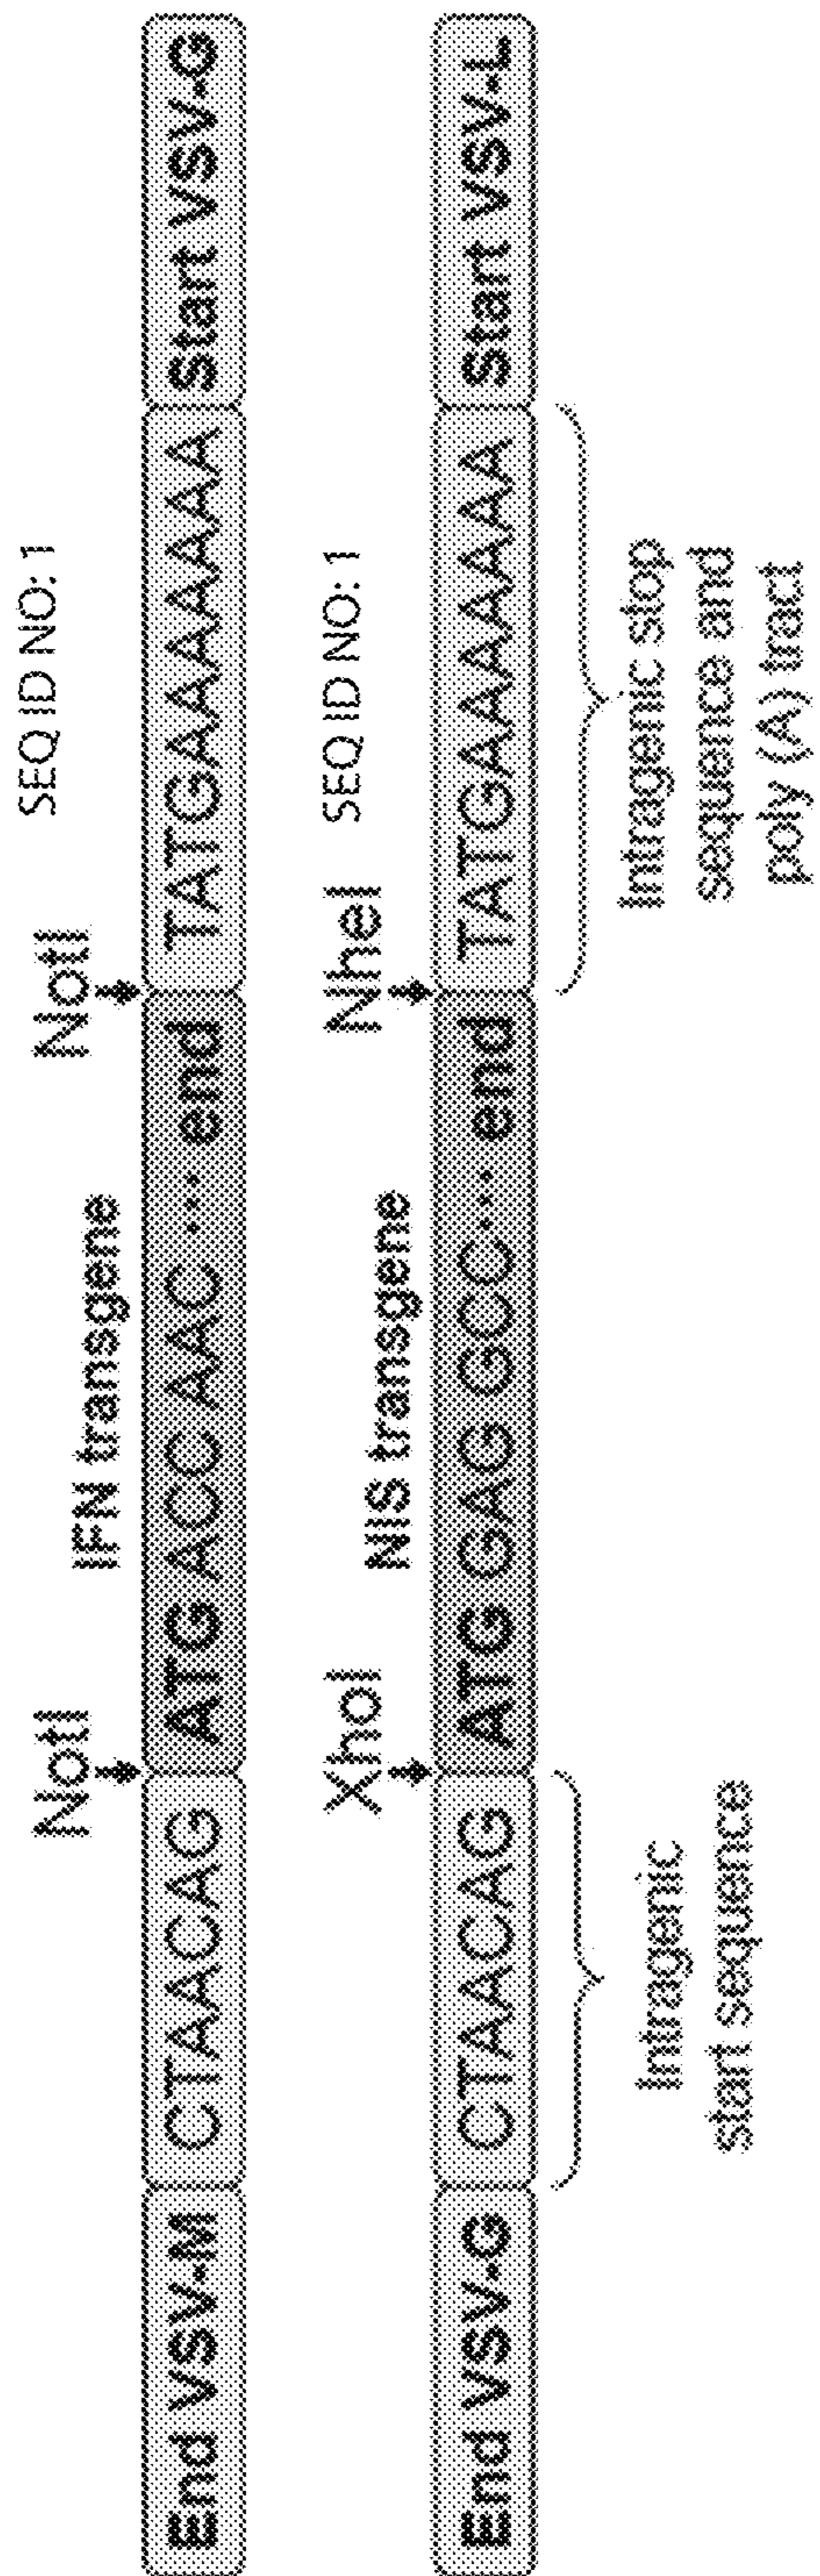 SEQ ID NO: 1
NotI IFN transgene NotI
End VSV-M CTAACAG ATG ACC AAC ... end TATGAAAAAAA Start VSV-G
SEQ ID NO: 1
XhoI NIS transgene NheI
End VSV-G CTAACAG ATG GAG GCC ... end TATGAAAAAAA Start VSV-L
Intragenic
start sequence
Intragenic stop
sequence and
poly (A) tract